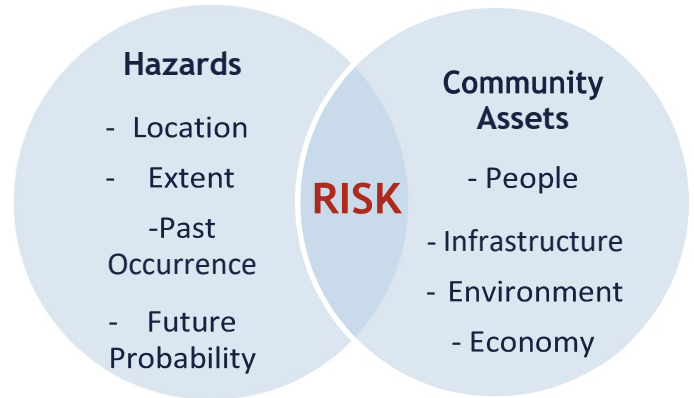 Hazards
- Location
- Extent
-Past
Occurrence
- Future
Probability
RISK
Community
Assets
- People
- Infrastructure
- Environment
- Economy